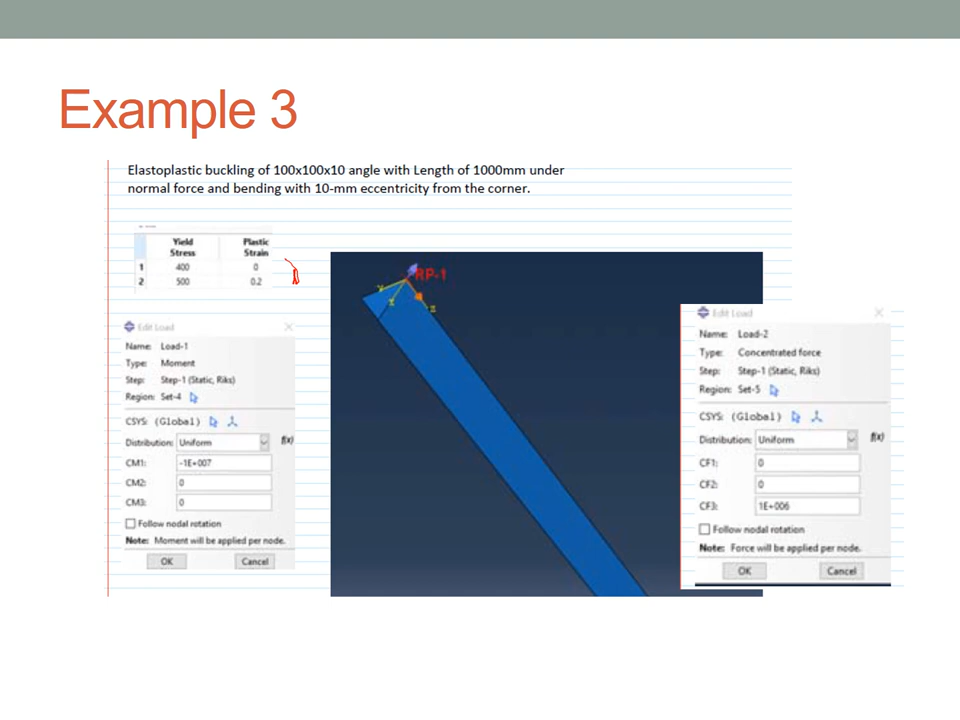 Example 3
Elastoplastic buckling of 100x100x10 angle with Length of 1000mm under
normal force and bending with 10-mm eccentricity from the corner.
Yield Stress Plastic Strain
1 400 0
2 500 0.2
RP-1
Y
Z
Edit Load
Name: Load-1
Type: Moment
Step: Step-1 (Static, Riks)
Region: Set-4
CSYS: (Global)
Distribution: Uniform f(x)
CM1: -1E+007
CM2: 0
CM3: 0
Follow nodal rotation
Note: Moment will be applied per node.
OK Cancel
Edit Load
Name: Load-2
Type: Concentrated force
Step: Step-1 (Static, Riks)
Region: Set-5
CSYS: (Global)
Distribution: Uniform f(x)
CF1: 0
CF2: 0
CF3: 1E+006
Follow nodal rotation
Note: Force will be applied per node.
OK Cancel